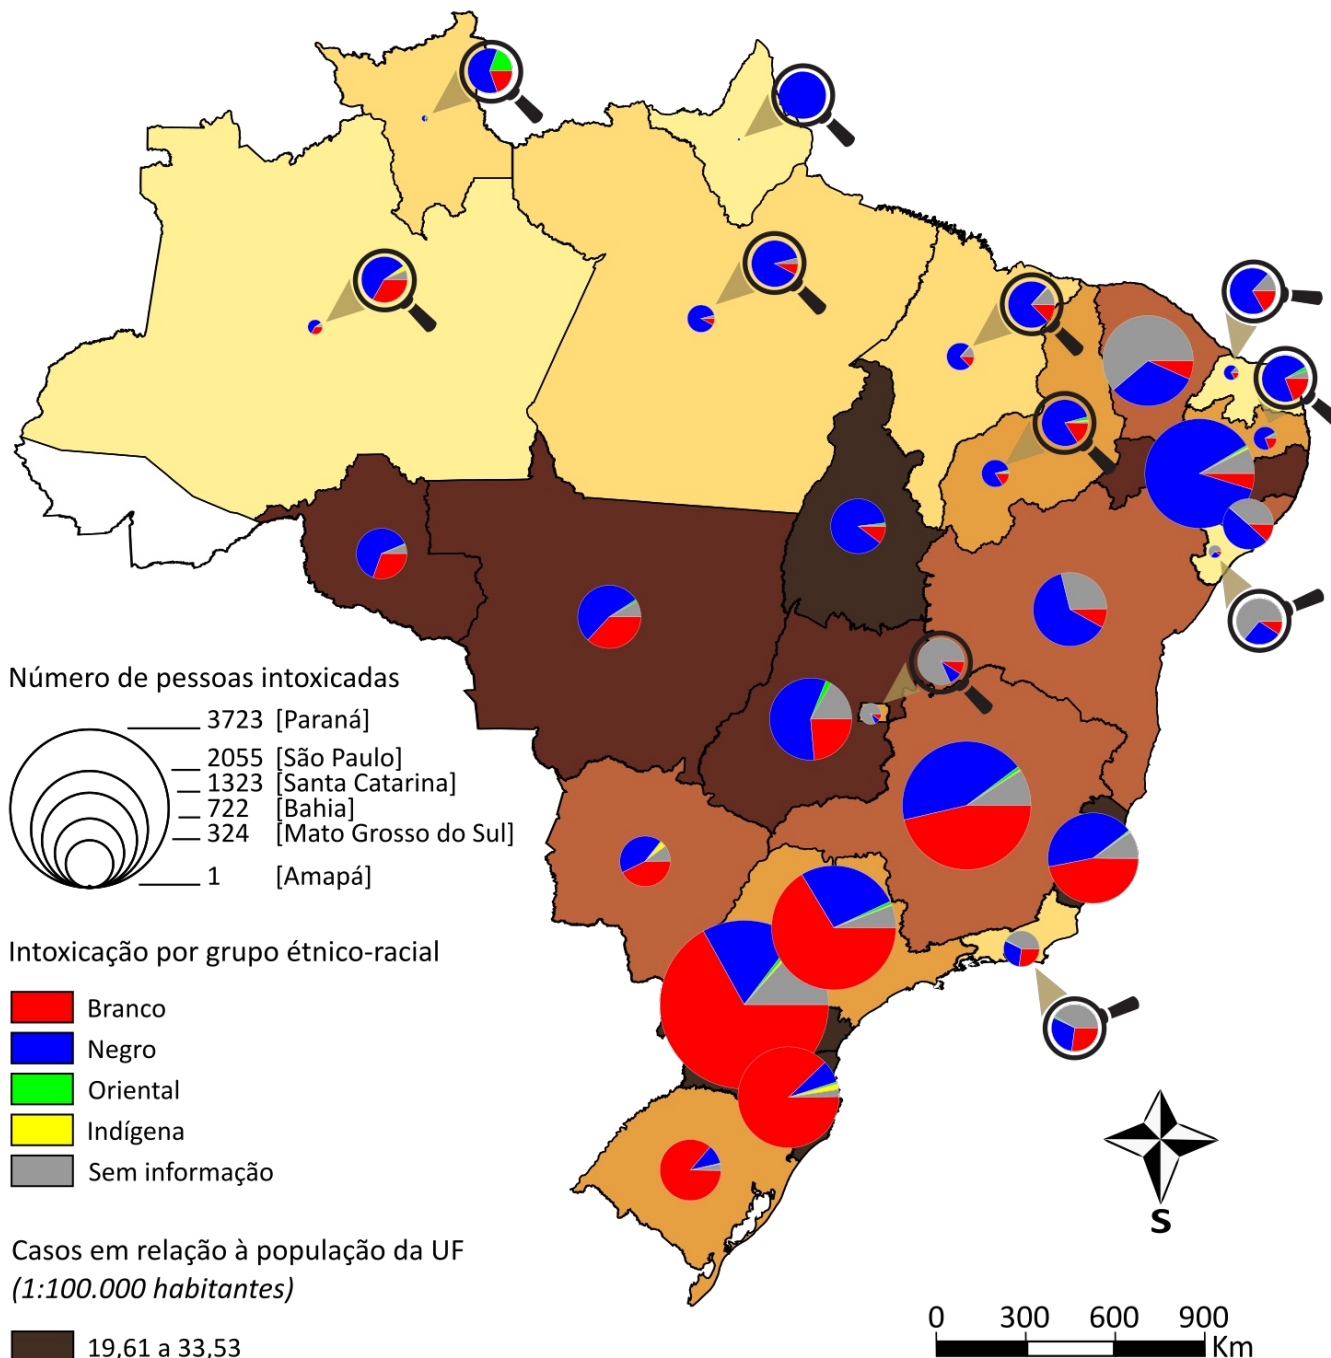 Número de pessoas intoxicadas
3723 [Paraná]
2055 [São Paulo]
1323 [Santa Catarina]
722 [Bahia]
324 [Mato Grosso do Sul]
1 [Amapá]
Intoxicação por grupo étnico-racial
Branco
Negro
Oriental
Indígena
Sem informação
Casos em relação à população da UF
(1:100.000 habitantes)
19,61 a 33,53
S
0 300 600 900
Km